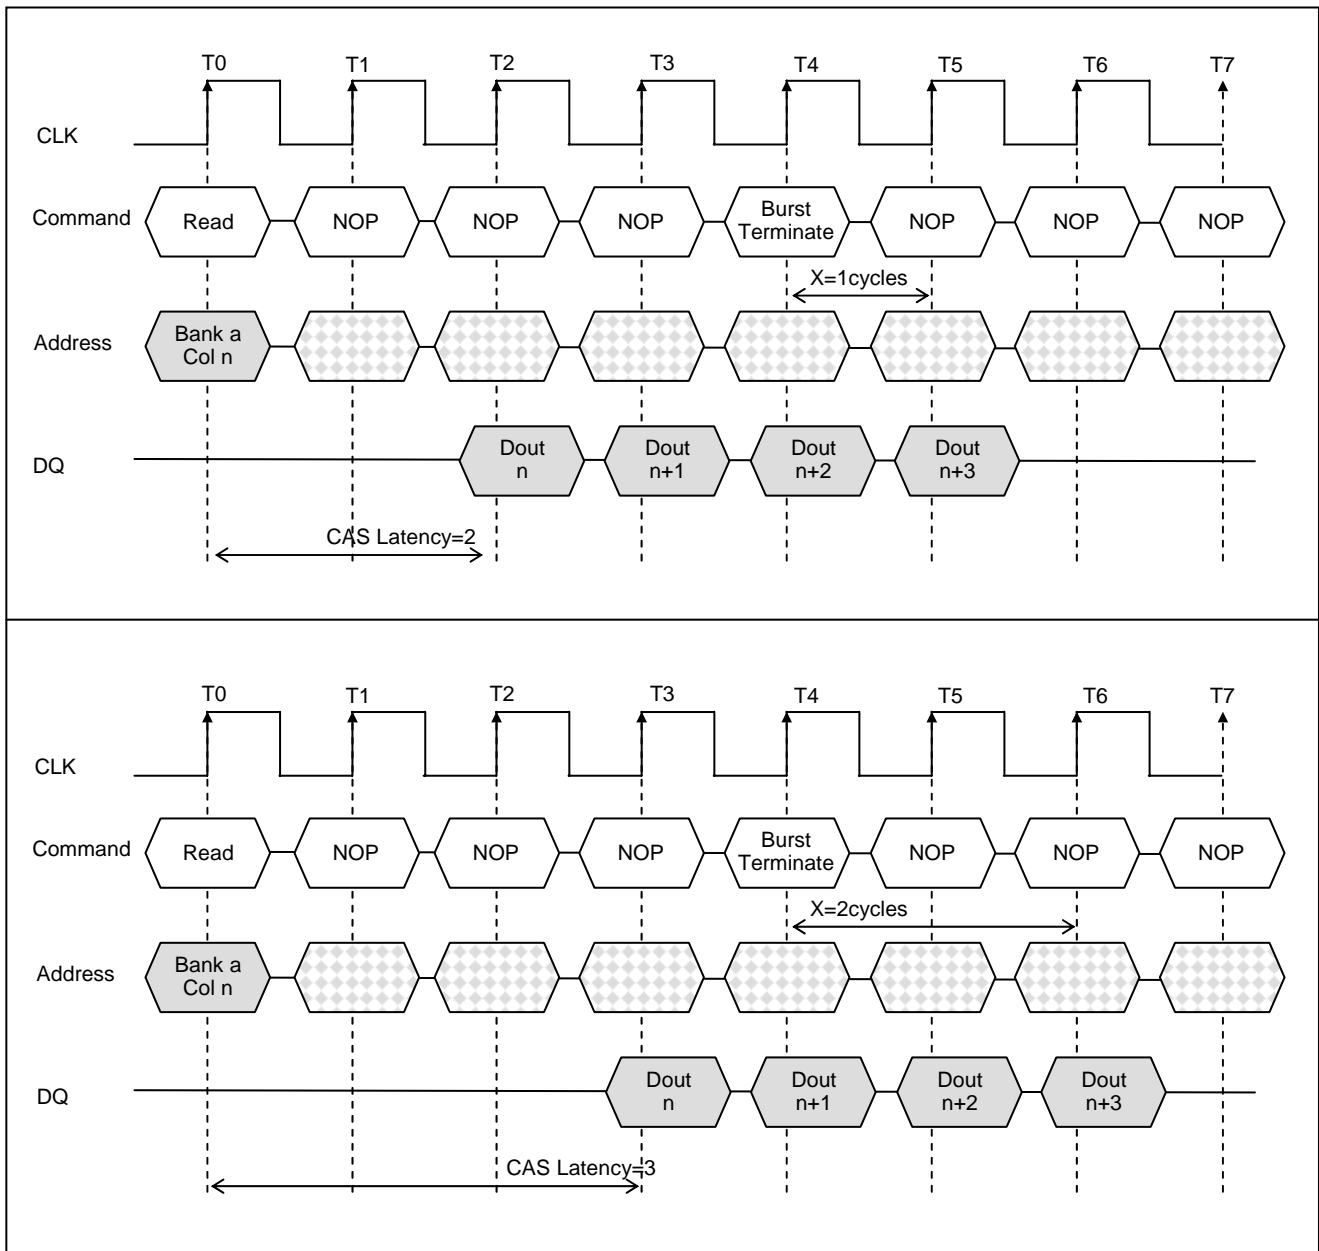 T0 T1 T2 T3 T4 T5 T6 T7
CLK
Command Read NOP NOP NOP Burst Terminate NOP NOP NOP
X=1cycles
Address Bank a Col n
DQ Dout n Dout n+1 Dout n+2 Dout n+3
CAS Latency=2
T0 T1 T2 T3 T4 T5 T6 T7
CLK
Command Read NOP NOP NOP Burst Terminate NOP NOP NOP
X=2cycles
Address Bank a Col n
DQ Dout n Dout n+1 Dout n+2 Dout n+3
CAS Latency=3